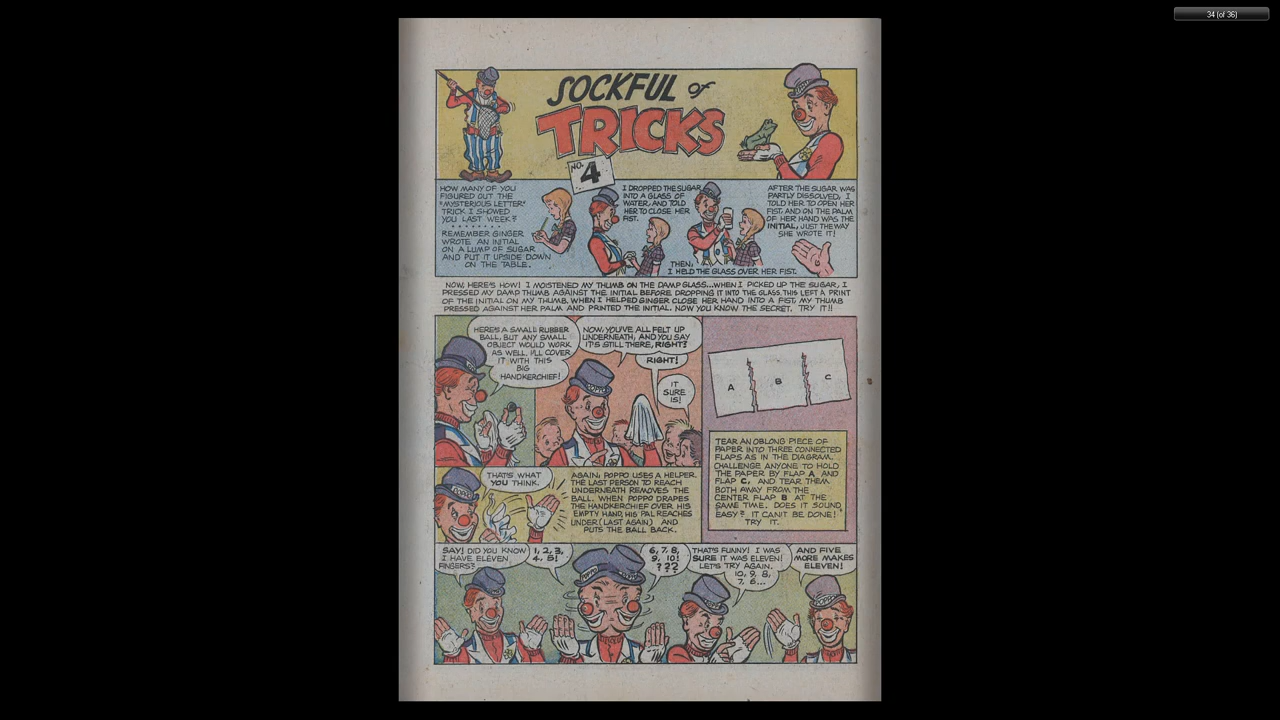 34 (of 36)
SOCKFUL of
TRICKS
NO.
4
HOW MANY OF YOU
FIGURED OUT THE
"MYSTERIOUS LETTER"
TRICK I SHOWED
YOU LAST WEEK?
REMEMBER GINGER
WROTE AN INITIAL
ON A LUMP OF SUGAR
AND PUT IT UPSIDE DOWN
ON THE TABLE.
I DROPPED THE SUGAR
INTO A GLASS OF
WATER, AND TOLD
HER TO CLOSE HER
FIST.
THEN,
I HELD THE GLASS OVER HER FIST.
AFTER THE SUGAR WAS
PARTLY DISSOLVED, I
TOLD HER TO OPEN HER
FIST, AND ON THE PALM
OF HER HAND WAS THE
INITIAL, JUST THE WAY
SHE WROTE IT!
NOW, HERE'S HOW! I MOISTENED MY THUMB ON THE DAMP GLASS...WHEN I PICKED UP THE SUGAR, I
PRESSED MY DAMP THUMB AGAINST THE INITIAL BEFORE DROPPING IT INTO THE GLASS. THIS LEFT A PRINT
OF THE INITIAL ON MY THUMB. WHEN I HELPED GINGER CLOSE HER HAND INTO A FIST, MY THUMB
PRESSED AGAINST HER PALM AND PRINTED THE INITIAL. NOW YOU KNOW THE SECRET. TRY IT!!
HERE'S A SMALL RUBBER
BALL, BUT ANY SMALL
OBJECT WOULD WORK
AS WELL. I'LL COVER
IT WITH THIS
BIG
HANDKERCHIEF!
NOW, YOU'VE ALL FELT UP
UNDERNEATH, AND YOU SAY
IT'S STILL THERE, RIGHT?
RIGHT!
IT
SURE
IS!
A
B
C
TEAR AN OBLONG PIECE OF
PAPER INTO THREE CONNECTED
FLAPS AS IN THE DIAGRAM.
CHALLENGE ANYONE TO HOLD
THE PAPER BY FLAP A AND
FLAP C, AND TEAR THEM
BOTH AWAY FROM THE
CENTER FLAP B AT THE
SAME TIME. DOES IT SOUND
EASY? IT CAN'T BE DONE!
TRY IT.
THAT'S WHAT
YOU THINK.
AGAIN, POPPO USES A HELPER.
THE LAST PERSON TO REACH
UNDERNEATH REMOVES THE
BALL. WHEN POPPO DRAPES
THE HANDKERCHIEF OVER HIS
EMPTY HAND, HIS PAL REACHES
UNDER (LAST AGAIN) AND
PUTS THE BALL BACK.
SAY! DID YOU KNOW
I HAVE ELEVEN
FINGERS?
1, 2, 3,
4, 5!
6, 7, 8,
9, 10!
???
THAT'S FUNNY! I WAS
SURE IT WAS ELEVEN!
LET'S TRY AGAIN.
10, 9, 8,
7, 6...
AND FIVE
MORE MAKES
ELEVEN!